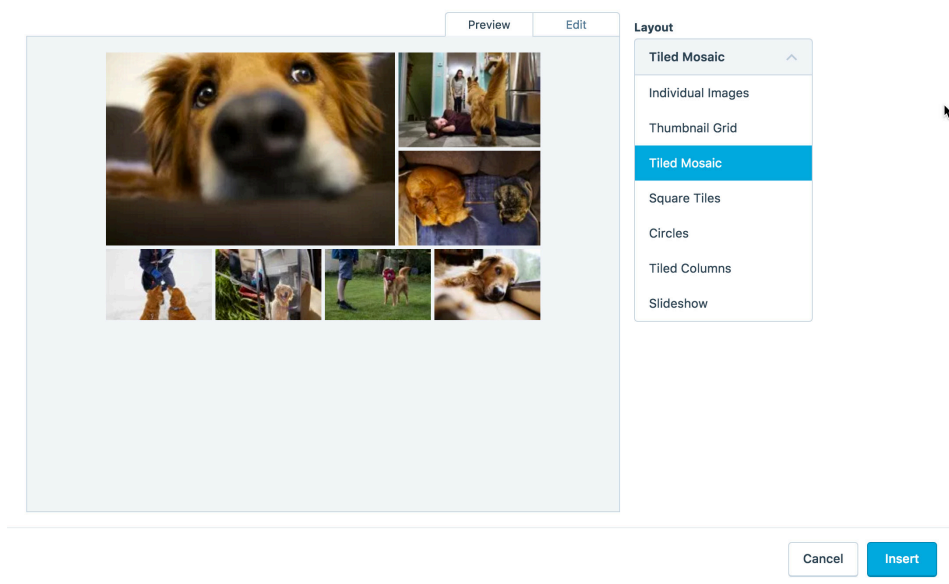 Preview
Edit
Layout
Tiled Mosaic
Individual Images
Thumbnail Grid
Tiled Mosaic
Square Tiles
Circles
Tiled Columns
Slideshow
Cancel
Insert